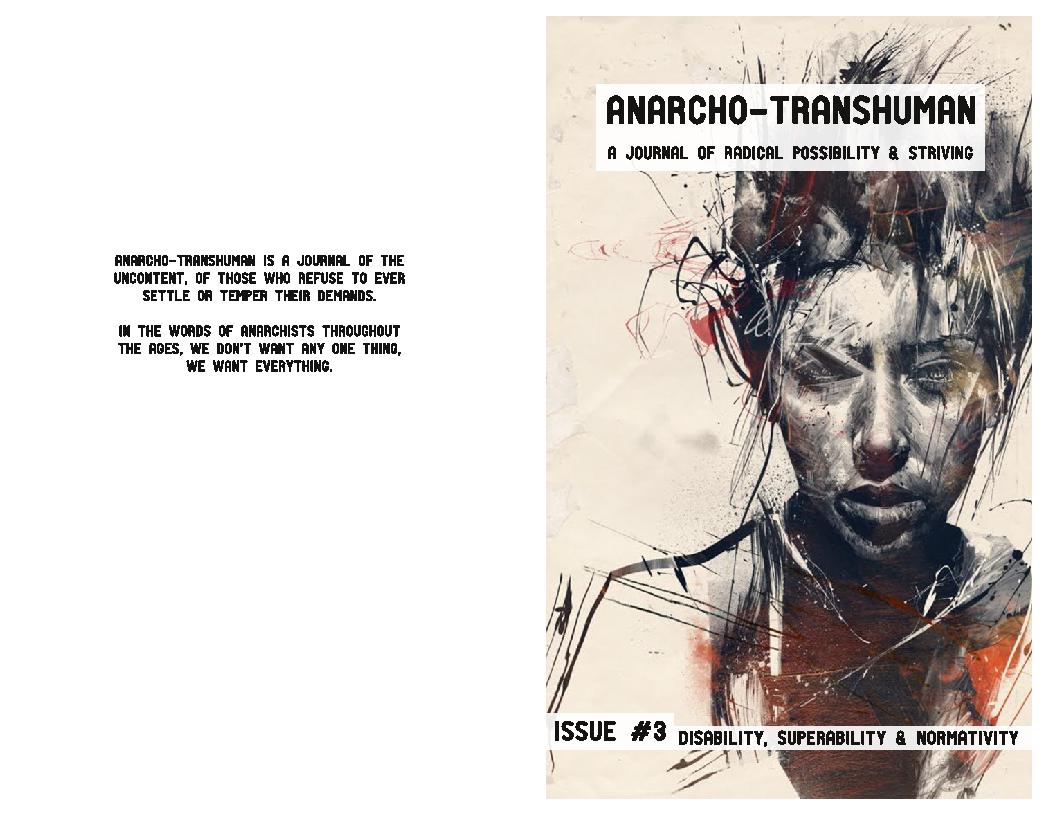 ANARCHO-TRANSHUMAN IS A JOURNAL OF THE
UNCONTENT, OF THOSE WHO REFUSE TO EVER
SETTLE OR TEMPER THEIR DEMANDS.
IN THE WORDS OF ANARCHISTS THROUGHOUT
THE AGES, WE DON'T WANT ANY ONE THING,
WE WANT EVERYTHING.
ANARCHO-TRANSHUMAN
A JOURNAL OF RADICAL POSSIBILITY & STRIVING
ISSUE #3
DISABILITY, SUPERABILITY & NORMATIVITY